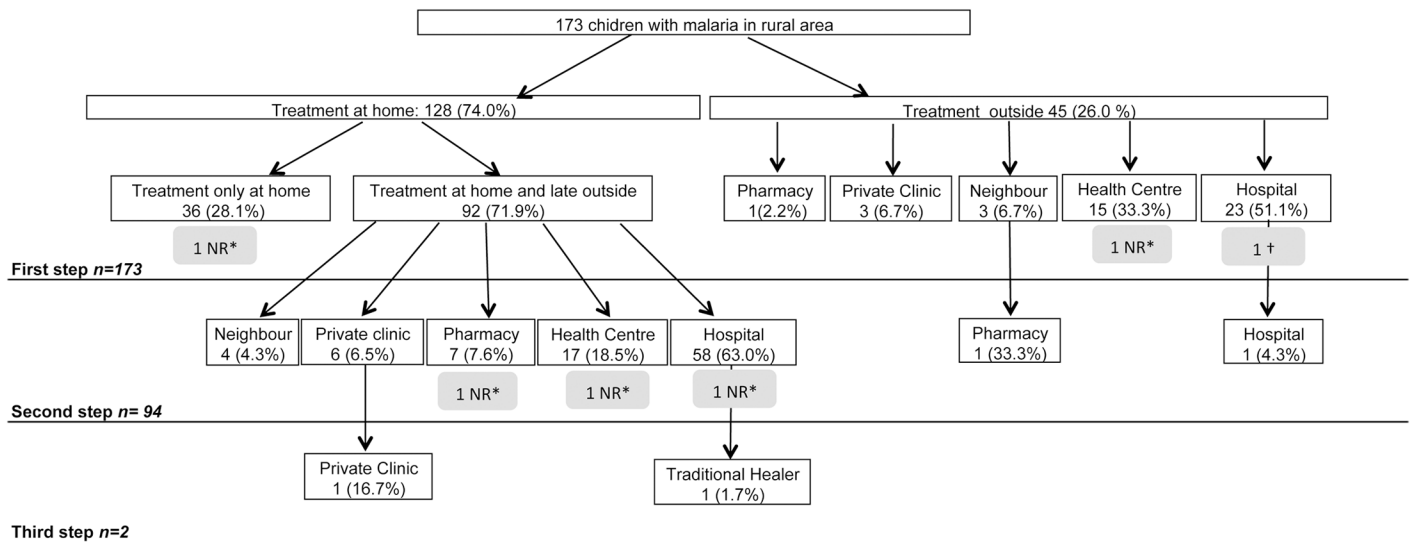 173 chidren with malaria in rural area
Treatment at home: 128 (74.0%)
Treatment outside 45 (26.0 %)
Treatment only at home
36 (28.1%)
Treatment at home and late outside
92 (71.9%)
Pharmacy
1(2.2%)
Private Clinic
3 (6.7%)
Neighbour
3 (6.7%)
Health Centre
15 (33.3%)
Hospital
23 (51.1%)
1 NR*
1 NR*
1 †
First step n=173
Neighbour
4 (4.3%)
Private clinic
6 (6.5%)
Pharmacy
7 (7.6%)
Health Centre
17 (18.5%)
Hospital
58 (63.0%)
Pharmacy
1 (33.3%)
Hospital
1 (4.3%)
1 NR*
1 NR*
1 NR*
Second step n= 94
Private Clinic
1 (16.7%)
Traditional Healer
1 (1.7%)
Third step n=2